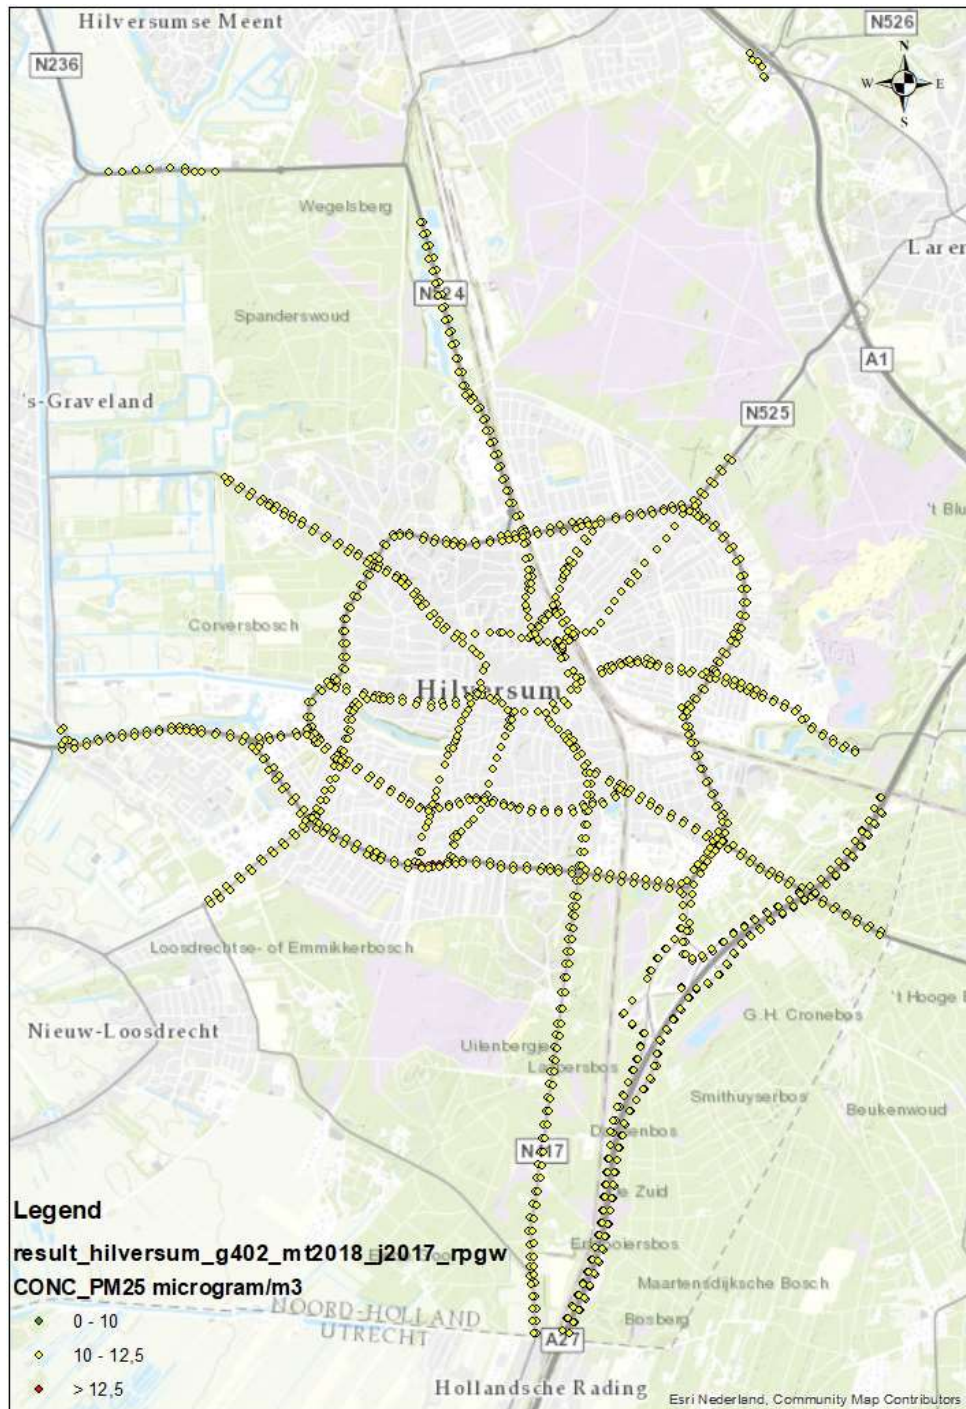 Hilversumse Meent
N526
N236
N
W E
S
Wegelsberg
Laren
N524
Spanderswoud
A1
's-Graveland
N525
't Blu
Corversbosch
Hilversum
Loosdrechtse- of Emmikkerbosch
't Hooge
G.H. Cronebos
Nieuw-Loosdrecht
Uilenbergje
Smithuyserbos
Beukenwoud
N417
Zuid
Legend
result_hilversum_g402_mt2018_j2017_rpgw
Maartensdijksche Bosch
CONC_PM25 microgram/m3
NOORD-HOLLAND
Bosberg
0 - 10
UTRECHT
A27
10 - 12,5
> 12,5
Hollandsche Rading
Esri Nederland, Community Map Contributors